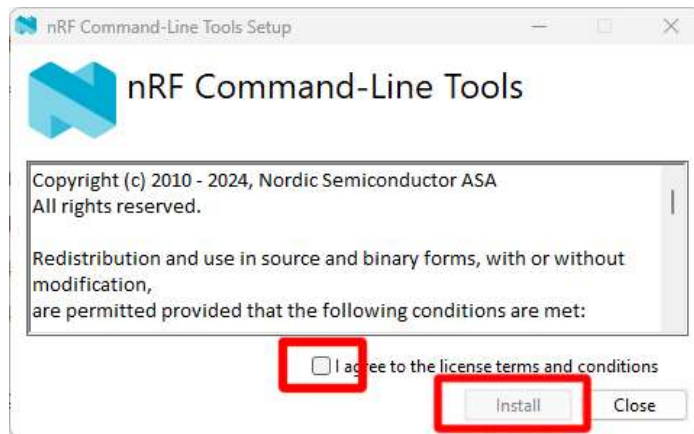 nRF Command-Line Tools Setup
nRF Command-Line Tools
Copyright (c) 2010 - 2024, Nordic Semiconductor ASA
All rights reserved.
Redistribution and use in source and binary forms, with or without
modification,
are permitted provided that the following conditions are met:
I agree to the license terms and conditions
Install Close